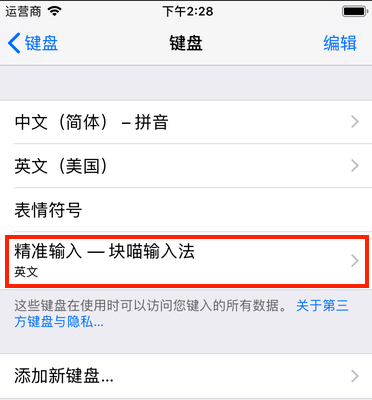 运营商 下午2:28
键盘 键盘 编辑
中文（简体） – 拼音
英文（美国）
表情符号
精准输入 — 块喵输入法
英文
这些键盘在使用时可以访问您键入的所有数据。 关于第三
方键盘与隐私...
添加新键盘...